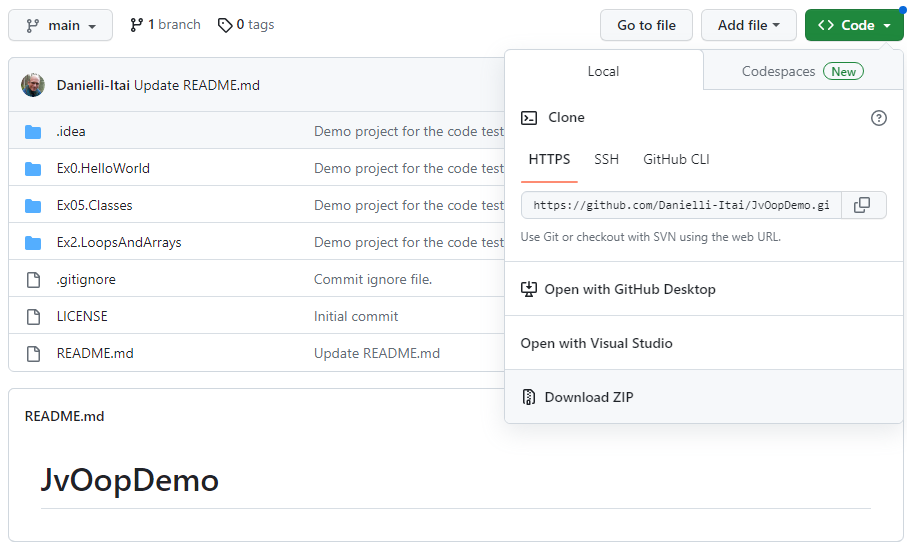 main 1 branch 0 tags Go to file Add file <> Code
Danielli-Itai Update README.md
Local Codespaces New
Clone
HTTPS SSH GitHub CLI
https://github.com/Danielli-Itai/JvOopDemo.gi
Use Git or checkout with SVN using the web URL.
Open with GitHub Desktop
Open with Visual Studio
Download ZIP
.idea Demo project for the code test
Ex0.HelloWorld Demo project for the code test
Ex05.Classes Demo project for the code test
Ex2.LoopsAndArrays Demo project for the code test
.gitignore Commit ignore file.
LICENSE Initial commit
README.md Update README.md
README.md
JvOopDemo